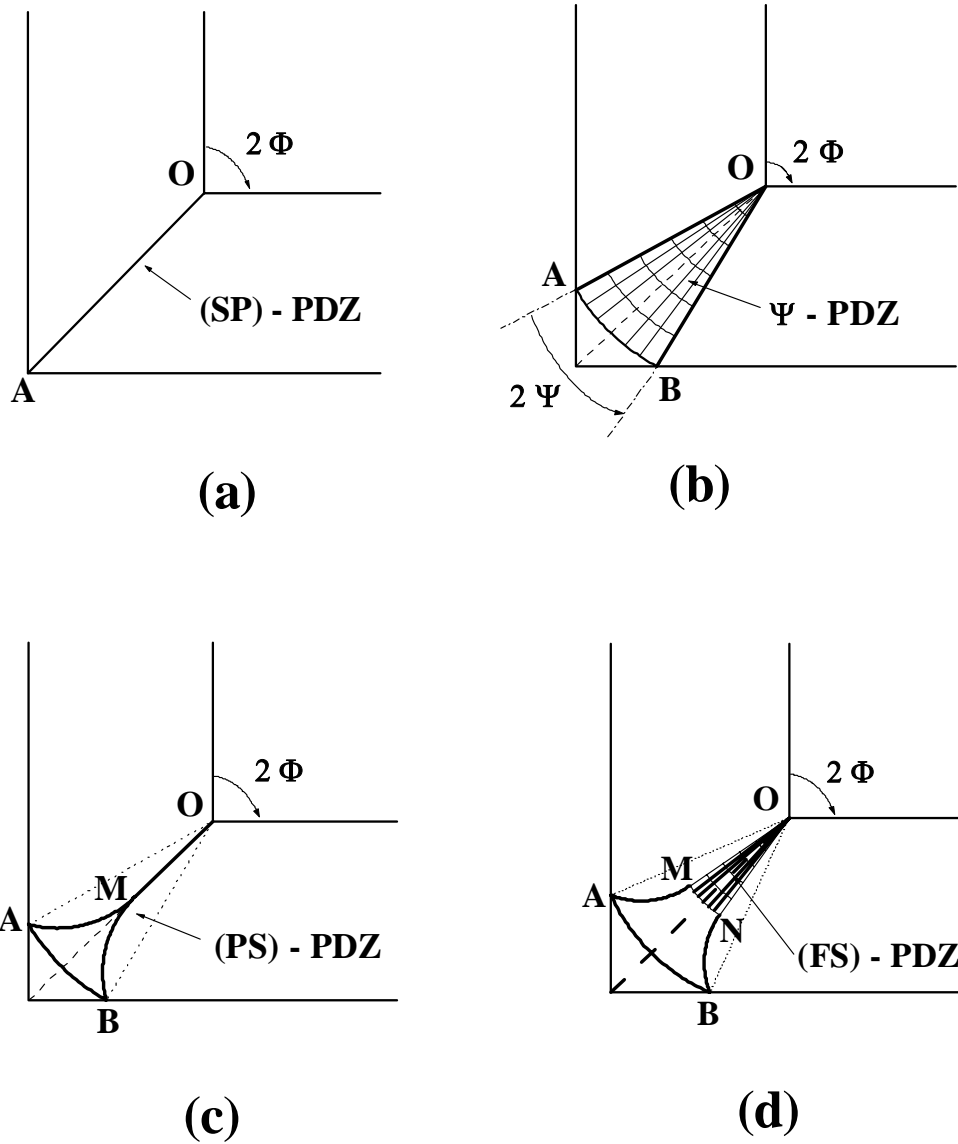 2 Φ
O
(SP) - PDZ
A
(a)
2 Φ
O
A
Ψ - PDZ
2 Ψ
B
(b)
2 Φ
O
M
A
(PS) - PDZ
B
(c)
2 Φ
O
M
A
N
(FS) - PDZ
B
(d)